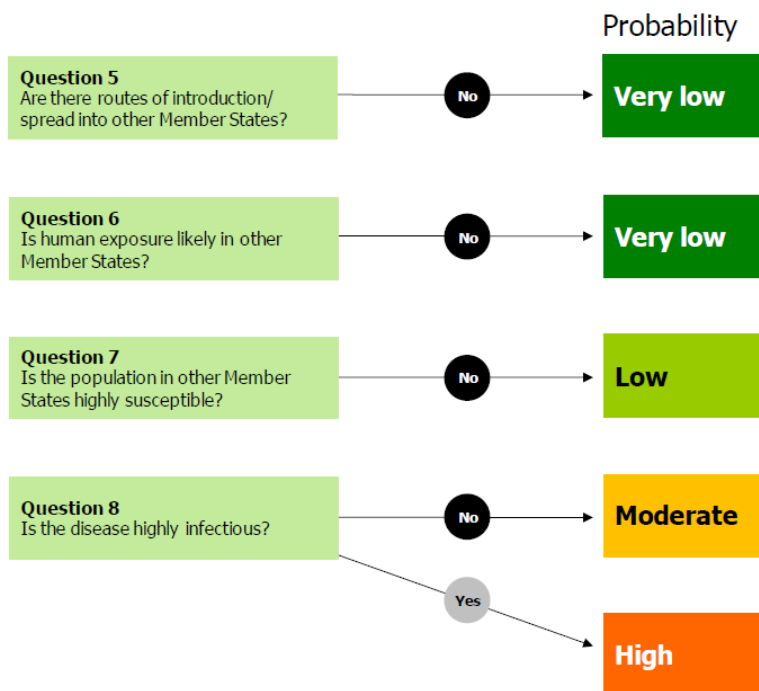 Probability
Question 5
Are there routes of introduction/
spread into other Member States?
No
Very low
Question 6
Is human exposure likely in other
Member States?
No
Very low
Question 7
Is the population in other Member
States highly susceptible?
No
Low
Question 8
Is the disease highly infectious?
No
Moderate
Yes
High